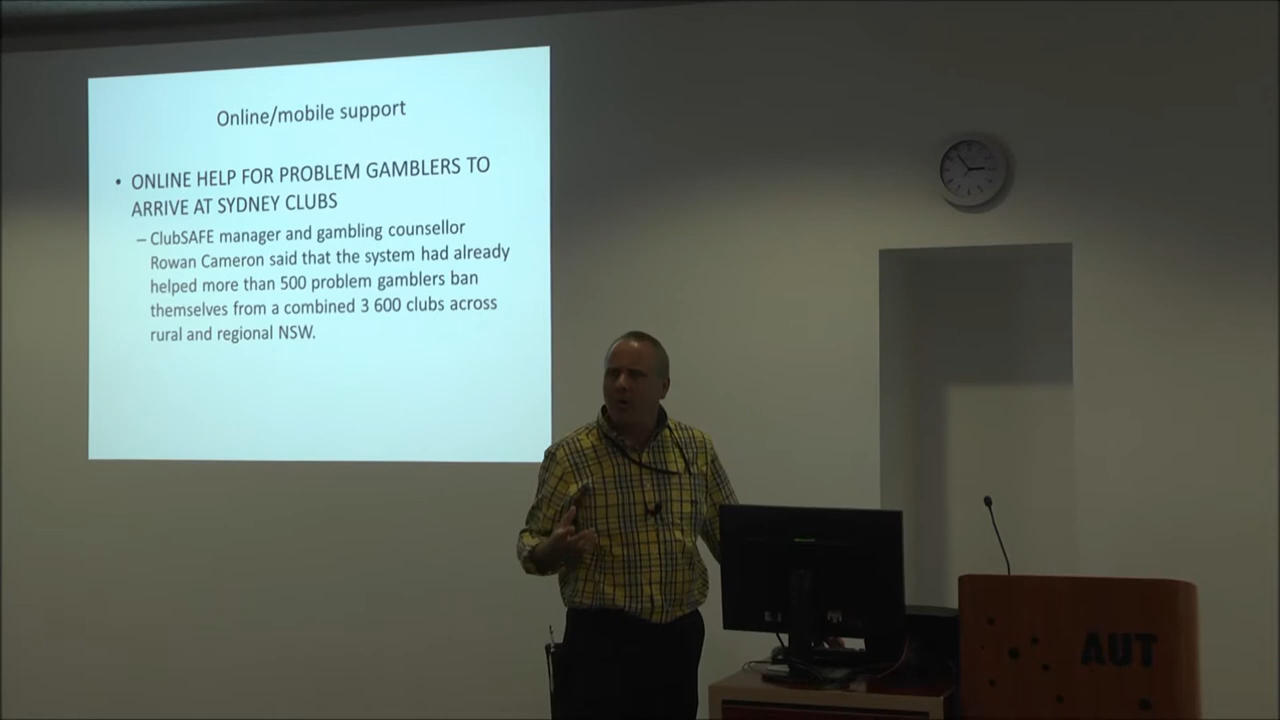 Online/mobile support
• ONLINE HELP FOR PROBLEM GAMBLERS TO
ARRIVE AT SYDNEY CLUBS
– ClubSAFE manager and gambling counsellor
Rowan Cameron said that the system had already
helped more than 500 problem gamblers ban
themselves from a combined 3 600 clubs across
rural and regional NSW.
AUT